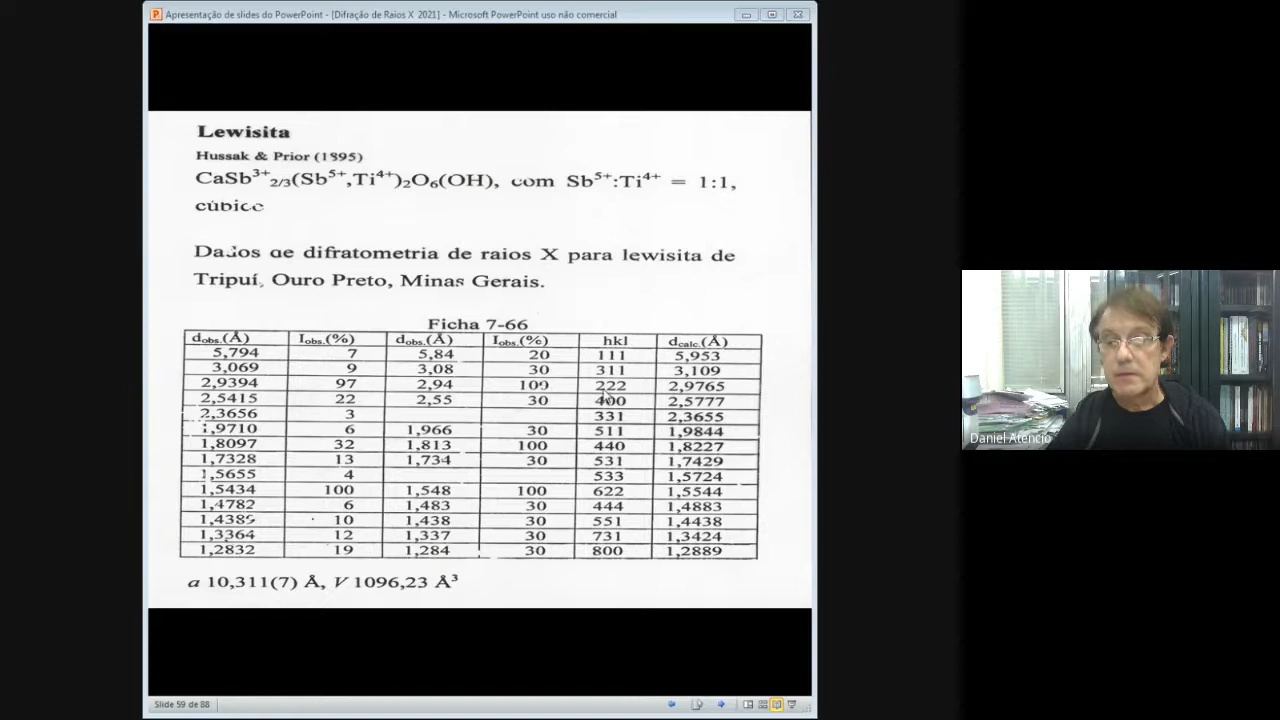 Apresentação de slides do PowerPoint - [Difração de Raios X 2021] - Microsoft PowerPoint uso não comercial
Lewisita
Hussak & Prior (1895)
CaSb³⁺₂/₃(Sb⁵⁺,Ti⁴⁺)₂O₆(OH), com Sb⁵⁺:Ti⁴⁺ = 1:1,
cúbico
Dados de difratometria de raios X para lewisita de
Tripuí, Ouro Preto, Minas Gerais.
Ficha 7-66
dobs.(Å) Iobs.(%) dobs.(Å) Iobs.(%) hkl dcalc.(Å)
5,794 7 5,84 20 111 5,953
3,069 9 3,08 30 311 3,109
2,9394 97 2,94 100 222 2,9765
2,5415 22 2,55 30 400 2,5777
2,3656 3 331 2,3655
1,9710 6 1,966 30 511 1,9844
1,8097 32 1,813 100 440 1,8227
1,7328 13 1,734 30 531 1,7429
1,5655 4 533 1,5724
1,5434 100 1,548 100 622 1,5544
1,4782 6 1,483 30 444 1,4883
1,4385 10 1,438 30 551 1,4438
1,3364 12 1,337 30 731 1,3424
1,2832 19 1,284 30 800 1,2889
a 10,311(7) Å, V 1096,23 Å³
Daniel Atencio
Slide 59 de 88